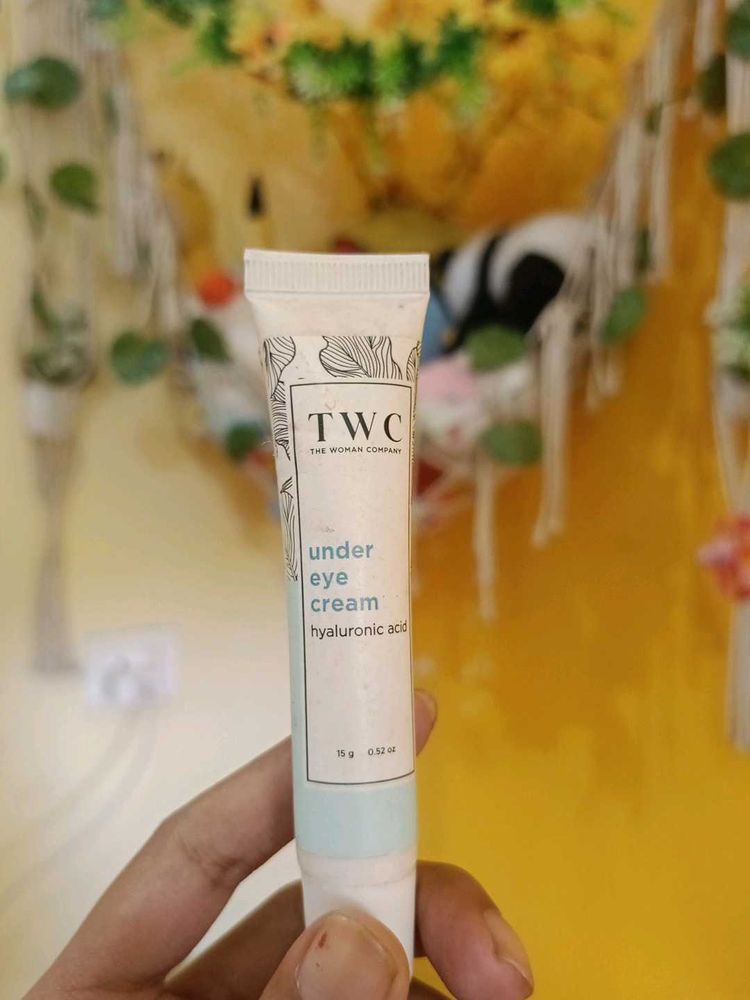 TWC
THE WOMAN COMPANY
under
eye
cream
hyaluronic acid
15 g 0.52 oz